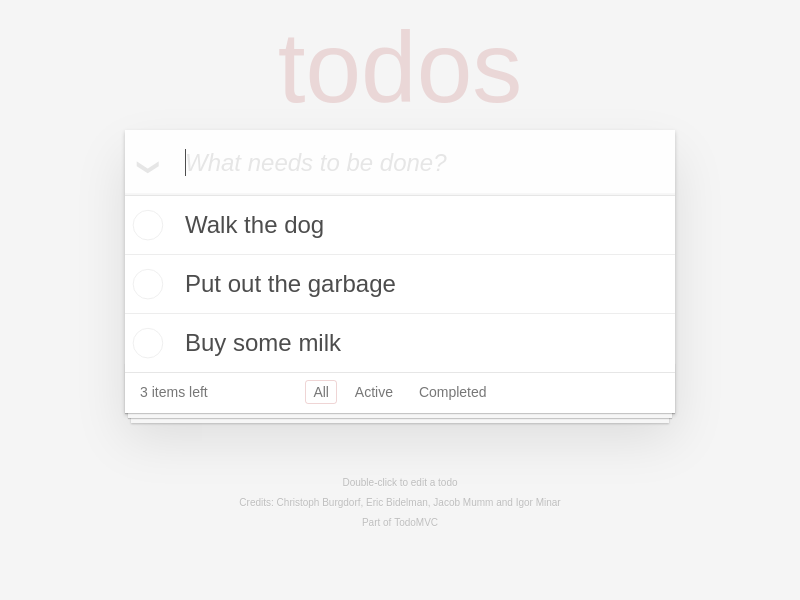 todos
What needs to be done?
Walk the dog
Put out the garbage
Buy some milk
3 items left All Active Completed
Double-click to edit a todo
Credits: Christoph Burgdorf, Eric Bidelman, Jacob Mumm and Igor Minar
Part of TodoMVC